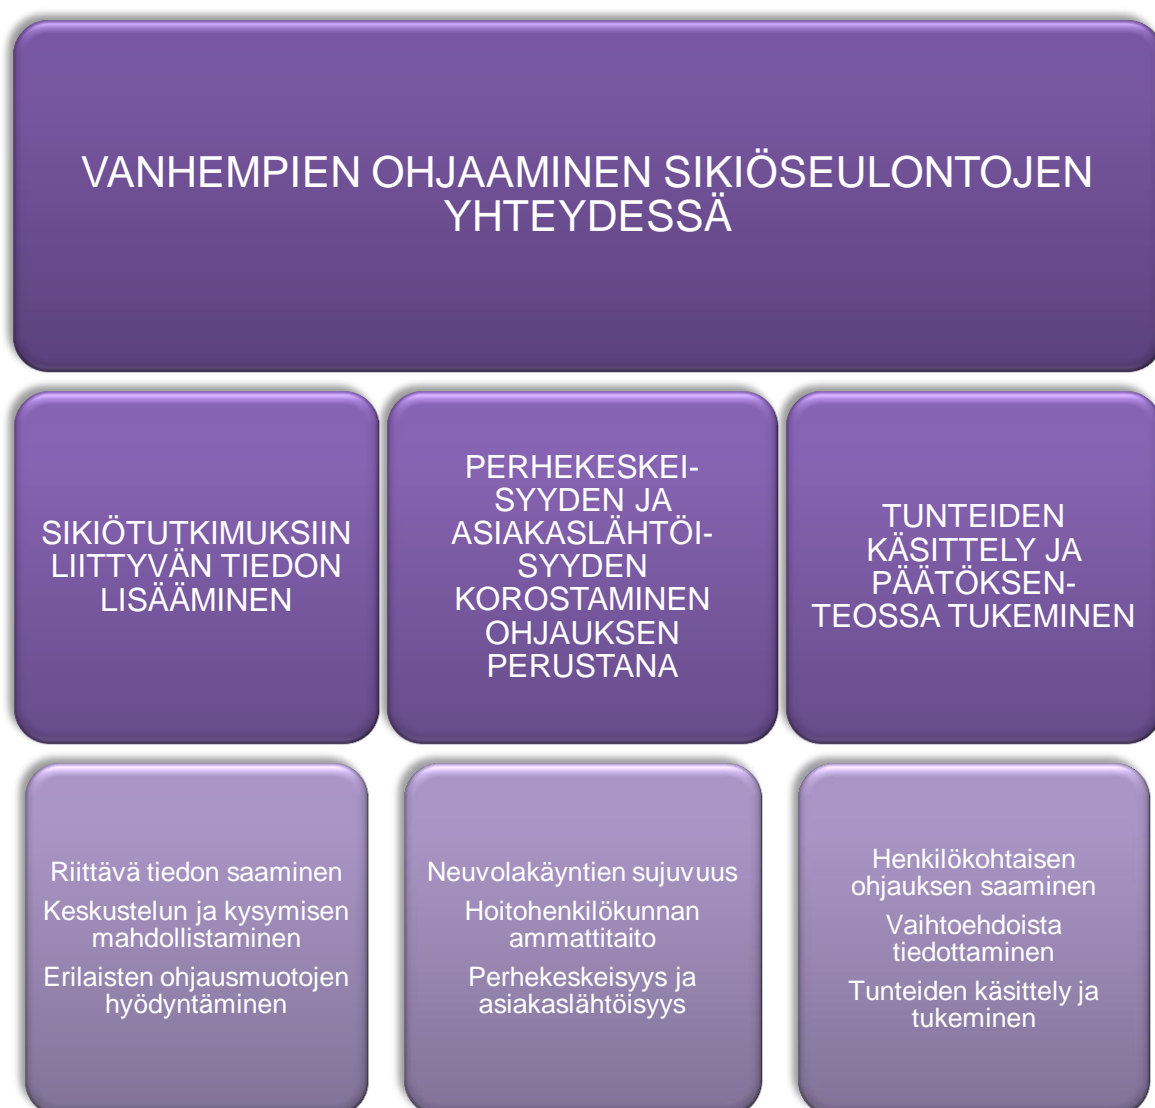 VANHEMPIEN OHJAAMINEN SIKIÖSEULONTOJEN
YHTEYDESSÄ
SIKIÖTUTKIMUKSIIN
LIITTYVÄN TIEDON
LISÄÄMINEN
PERHEKESKEI-
SYYDEN JA
ASIAKASLÄHTÖI-
SYYDEN
KOROSTAMINEN
OHJAUKSEN
PERUSTANA
TUNTEIDEN
KÄSITTELY JA
PÄÄTÖKSEN-
TEOSSA TUKEMINEN
Riittävä tiedon saaminen
Keskustelun ja kysymisen
mahdollistaminen
Erilaisten ohjausmuotojen
hyödyntäminen
Neuvolakäyntien sujuvuus
Hoitohenkilökunnan
ammattitaito
Perhekeskeisyys ja
asiakaslähtöisyys
Henkilökohtaisen
ohjauksen saaminen
Vaihtoehdoista
tiedottaminen
Tunteiden käsittely ja
tukeminen